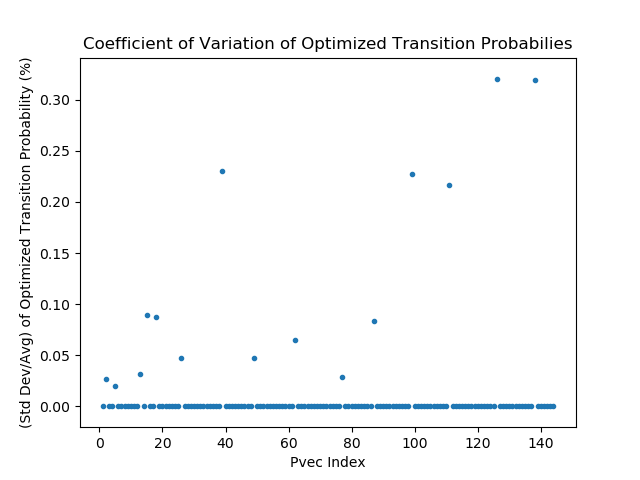 Coefficient of Variation of Optimized Transition Probabilies
(Std Dev/Avg) of Optimized Transition Probability (%)
0.30
0.25
0.20
0.15
0.10
0.05
0.00
0 20 40 60 80 100 120 140
Pvec Index